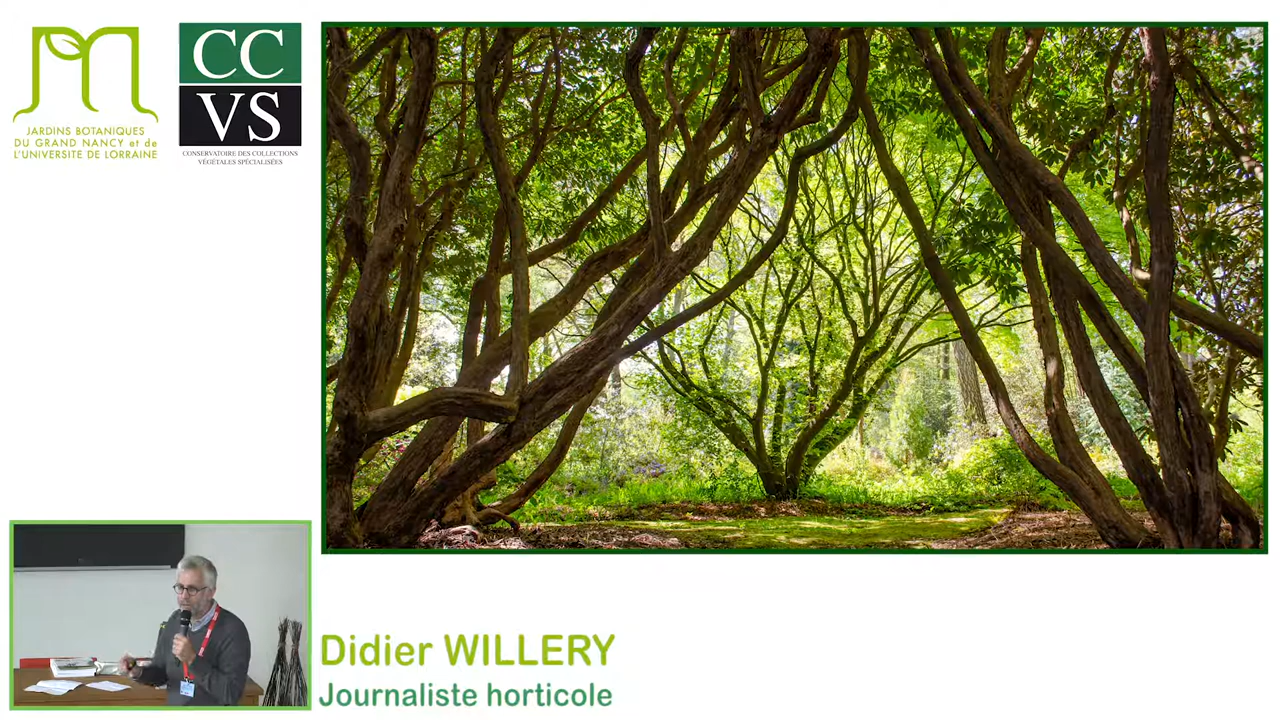 JARDINS BOTANIQUES
DU GRAND NANCY et de
L'UNIVERSITE DE LORRAINE
CC
VS
CONSERVATOIRE DES COLLECTIONS
VÉGÉTALES SPÉCIALISÉES
Didier WILLERY
Journaliste horticole